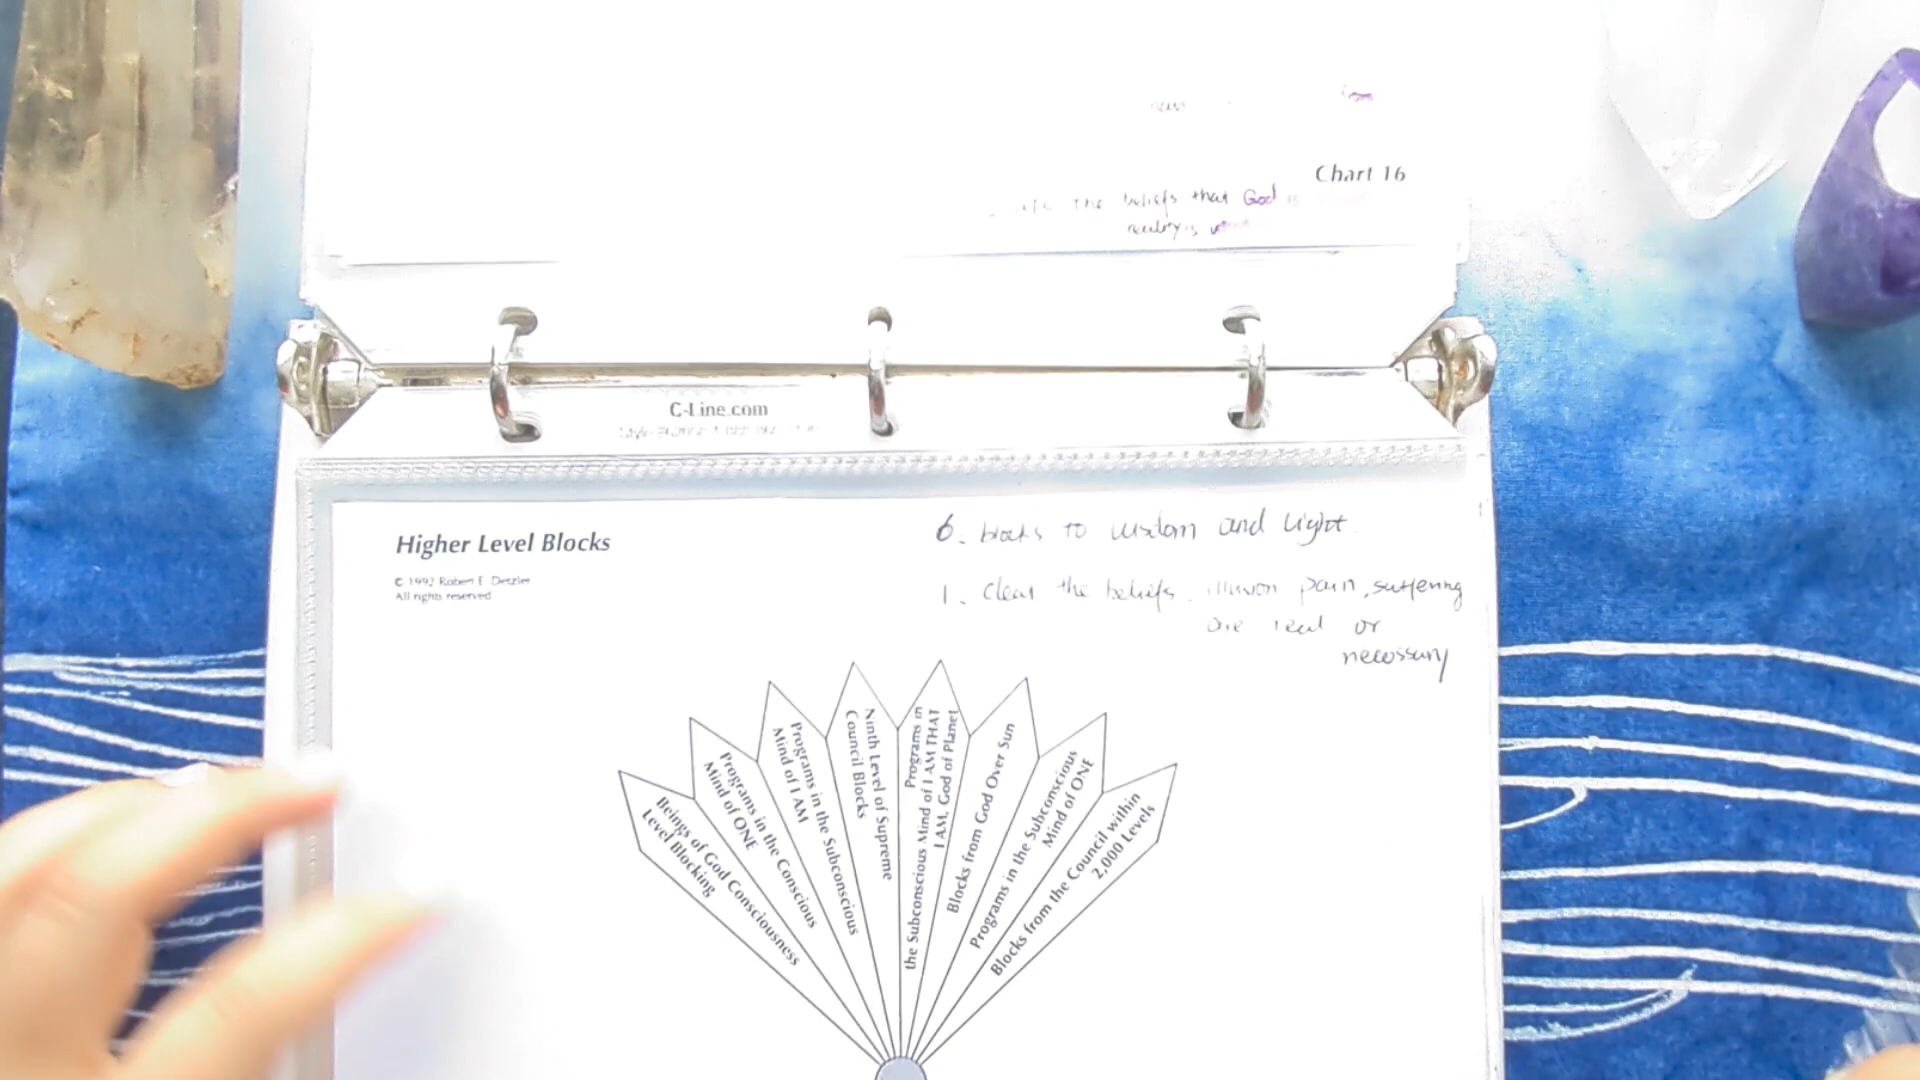 Chart 16
the beliefs that God
C-Line.com
Higher Level Blocks
© 1992 Robert E. Detzler
All rights reserved
6. blocks to wisdom and Light.
1. Clear the beliefs. illusion pain, suffering
are real or
necessary
Beings of God Consciousness
Level Blocking
Programs in the Conscious
Mind of ONE
Programs in the Subconscious
Mind of I AM
Ninth Level of Supreme
Council Blocks
Programs in
the Subconscious Mind of I AM THAT
I AM, God of Planet
Blocks from God Over Sun
Programs in the Subconscious
Mind of ONE
Blocks from the Council within
2,000 Levels